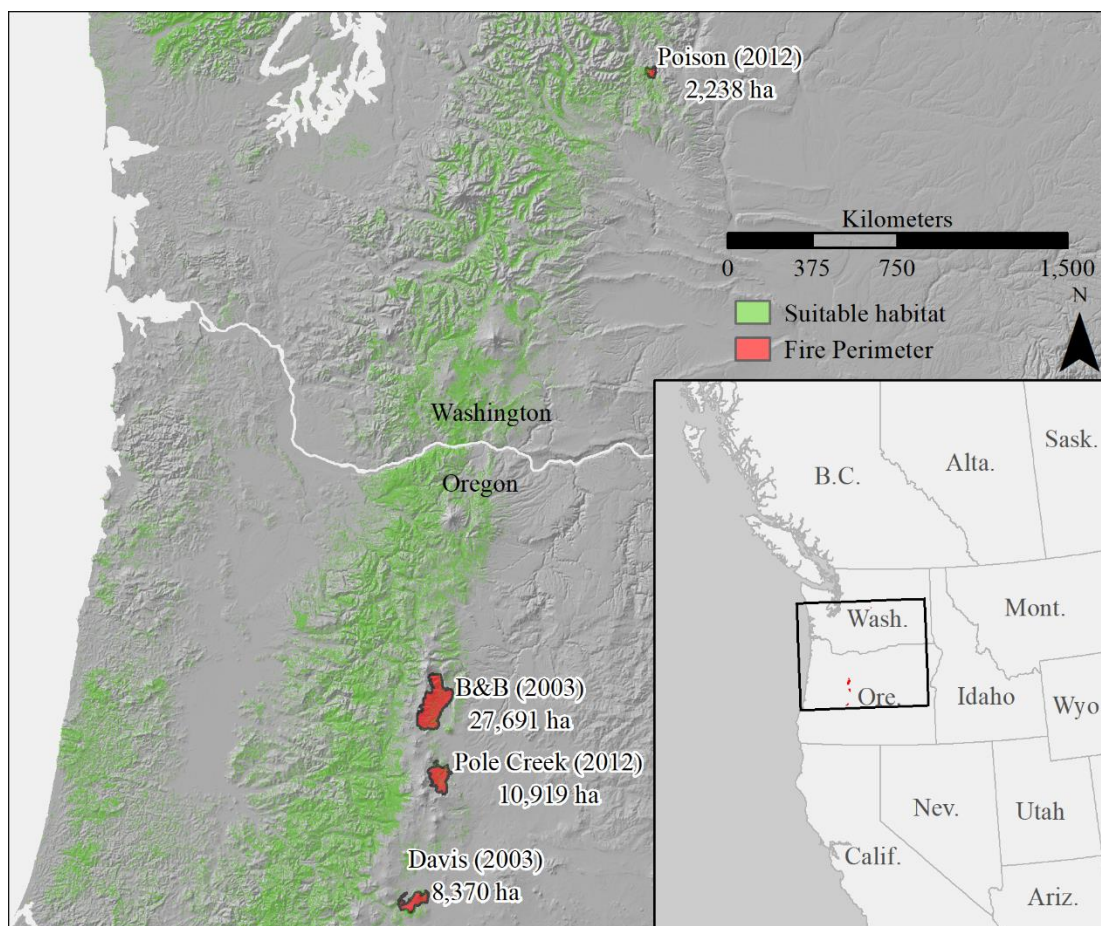 Poison (2012)
2,238 ha
Kilometers
0 375 750 1,500
N
Suitable habitat
Fire Perimeter
Washington
Oregon
B&B (2003)
27,691 ha
Pole Creek (2012)
10,919 ha
Davis (2003)
8,370 ha
Sask.
Alta.
B.C.
Mont.
Wash.
Ore.
Idaho
Wyo
Nev.
Utah
Calif.
Ariz.